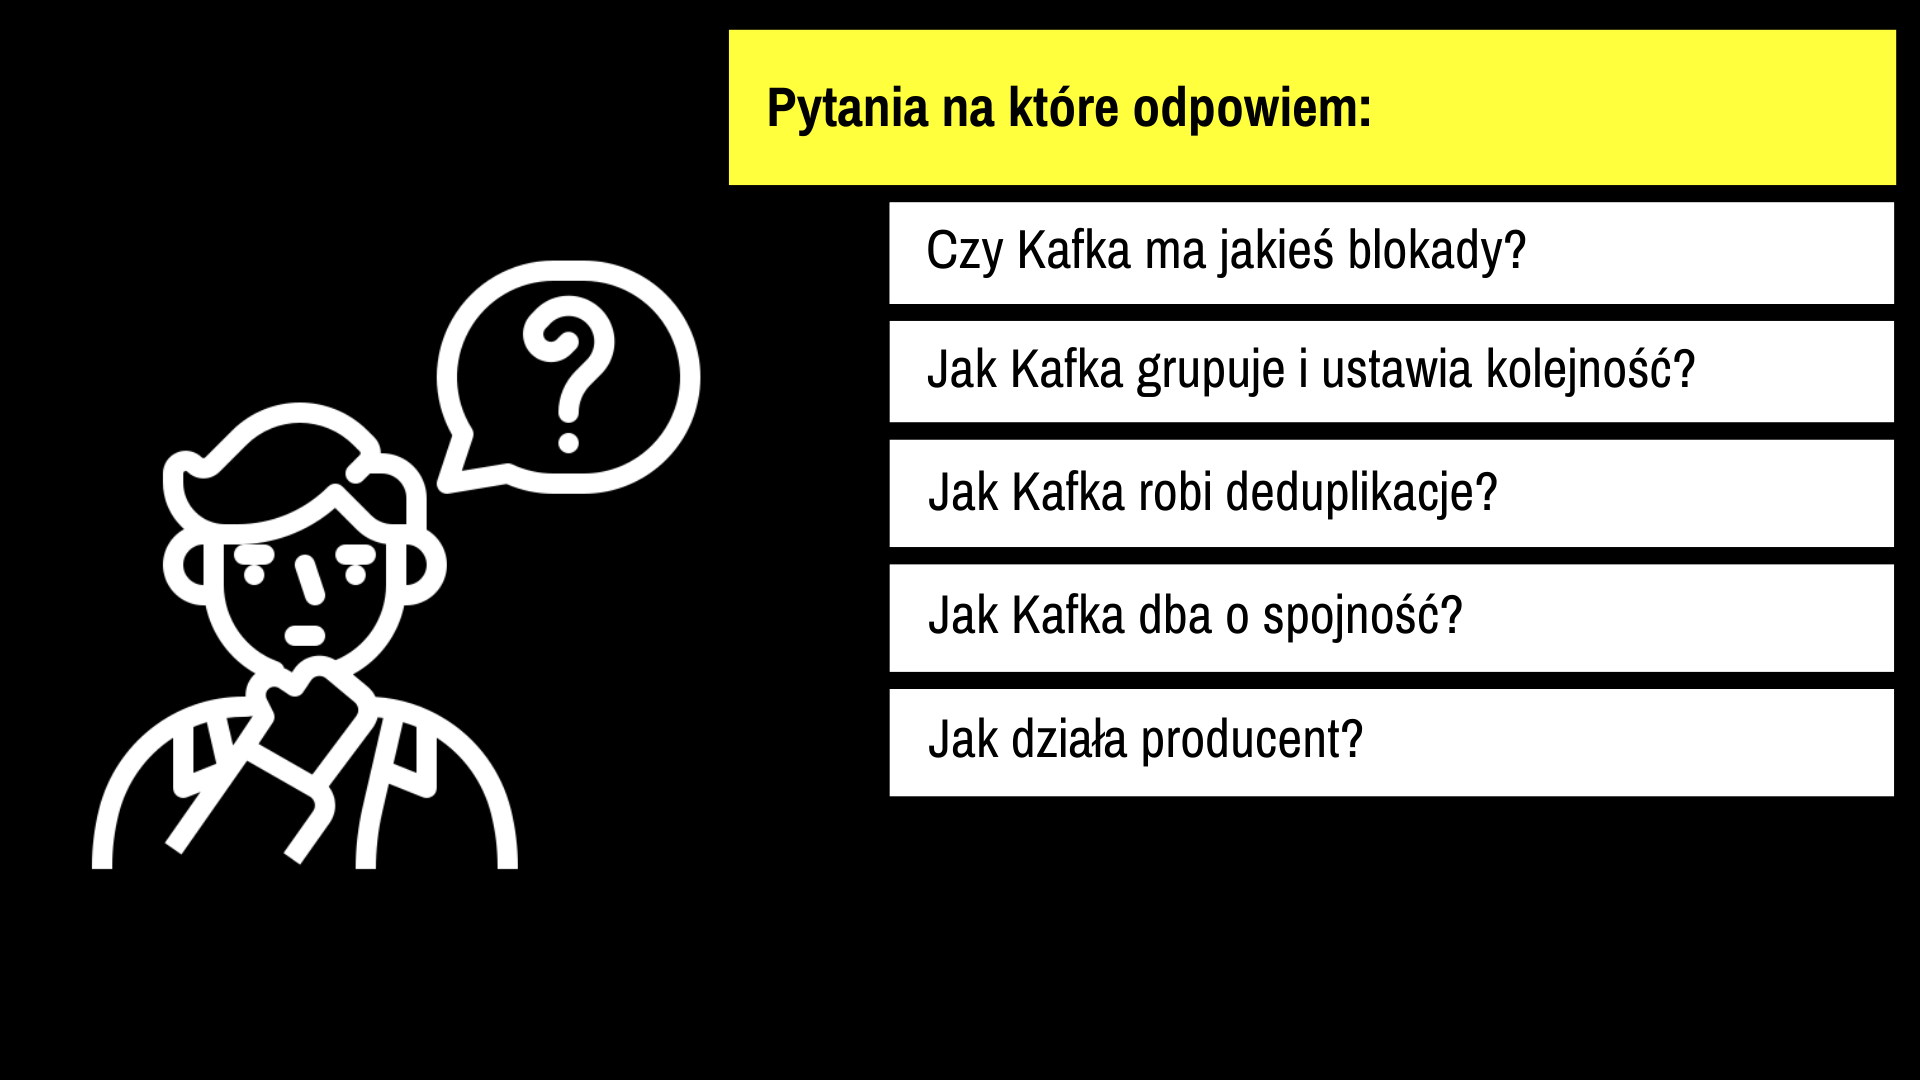 Pytania na które odpowiem:
Czy Kafka ma jakieś blokady?
Jak Kafka grupuje i ustawia kolejność?
Jak Kafka robi deduplikacje?
Jak Kafka dba o spojność?
Jak działa producent?
?